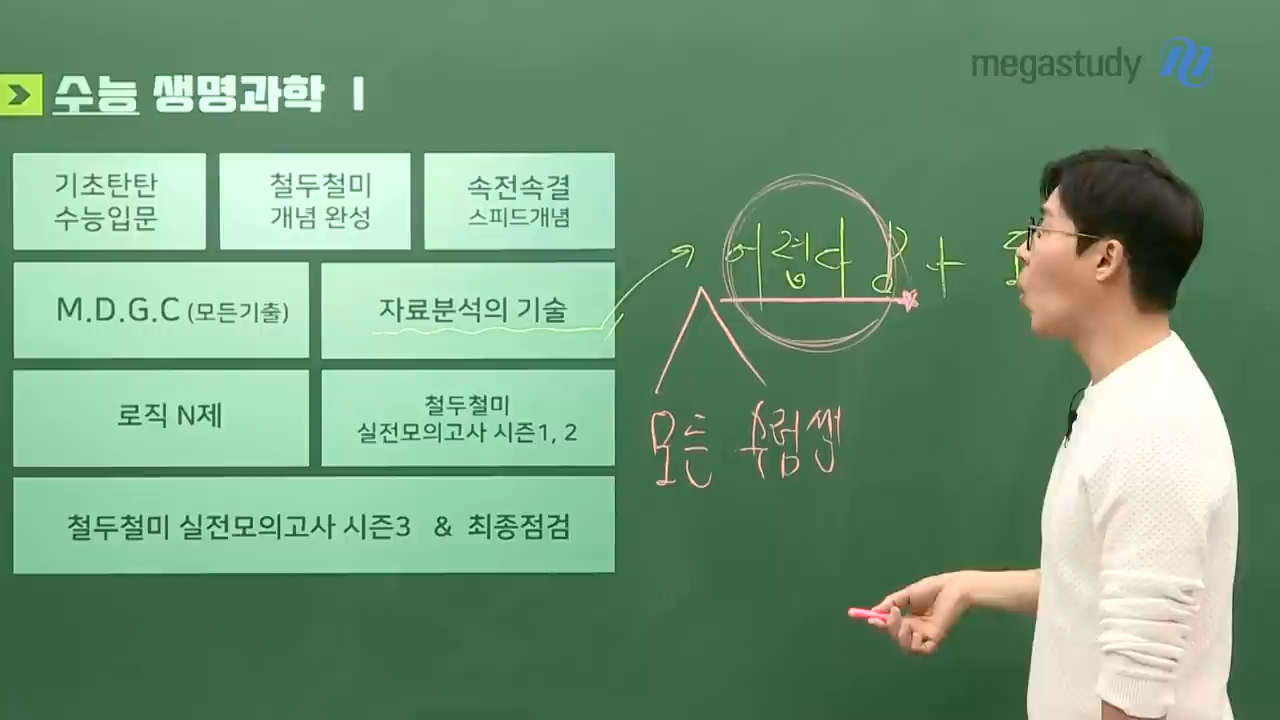 megastudy
수능 생명과학 I
기초탄탄
수능입문
철두철미
개념 완성
속전속결
스피드개념
M.D.G.C (모든기출)
자료분석의 기술
로직 N제
철두철미
실전모의고사 시즌1, 2
철두철미 실전모의고사 시즌3 & 최종점검
+
모든 수험생